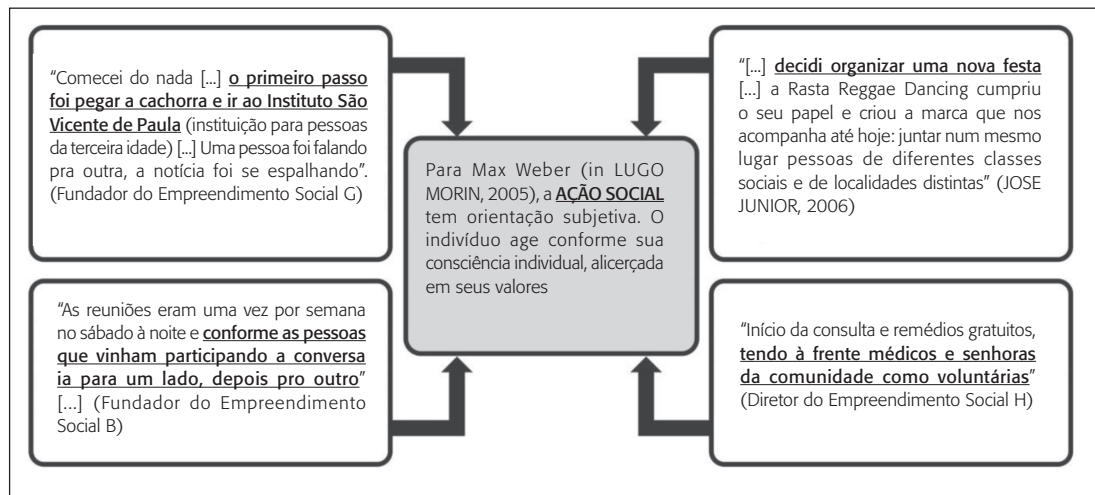 “Comecei do nada [...] o primeiro passo
foi pegar a cachorra e ir ao Instituto São
Vicente de Paula (instituição para pessoas
da terceira idade) [...] Uma pessoa foi falando
pra outra, a notícia foi se espalhando”.
(Fundador do Empreendimento Social G)
“As reuniões eram uma vez por semana
no sábado à noite e conforme as pessoas
que vinham participando a conversa
ia para um lado, depois pro outro”
[...] (Fundador do Empreendimento
Social B)
Para Max Weber (in LUGO
MORIN, 2005), a AÇÃO SOCIAL
tem orientação subjetiva. O
indivíduo age conforme sua
consciência individual, alicerçada
em seus valores
“[...] decidi organizar uma nova festa
[...] a Rasta Reggae Dancing cumpriu
o seu papel e criou a marca que nos
acompanha até hoje: juntar num mesmo
lugar pessoas de diferentes classes
sociais e de localidades distintas” (JOSE
JUNIOR, 2006)
“Início da consulta e remédios gratuitos,
tendo à frente médicos e senhoras
da comunidade como voluntárias”
(Diretor do Empreendimento Social H)